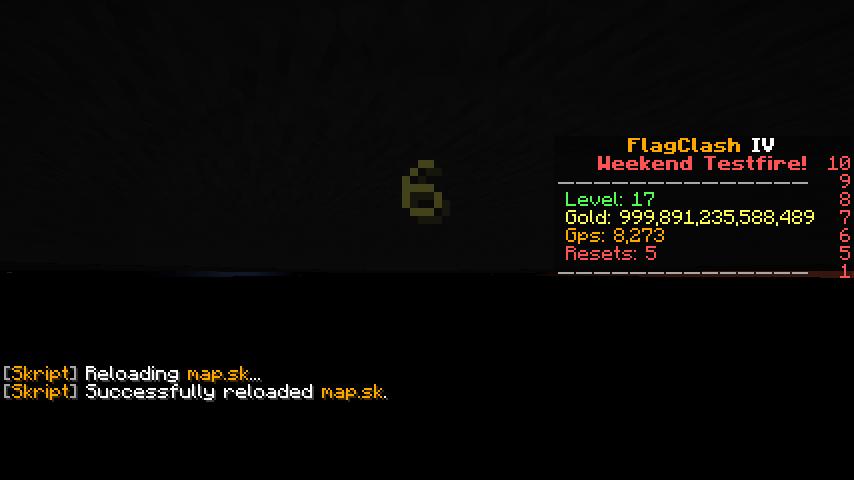 6
FlagClash IV
Weekend Testfire! 10
9
Level: 17 8
Gold: 999,891,235,588,489 7
Gps: 8,273 6
Resets: 5 5
1
[Skript] Reloading map.sk...
[Skript] Successfully reloaded map.sk.